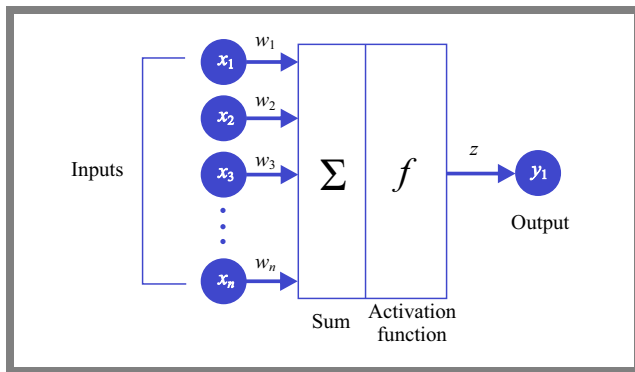 x₁ w₁
x₂ w₂
Inputs x₃ w₃ Σ f z y₁
Output
xₙ wₙ
Sum Activation
function